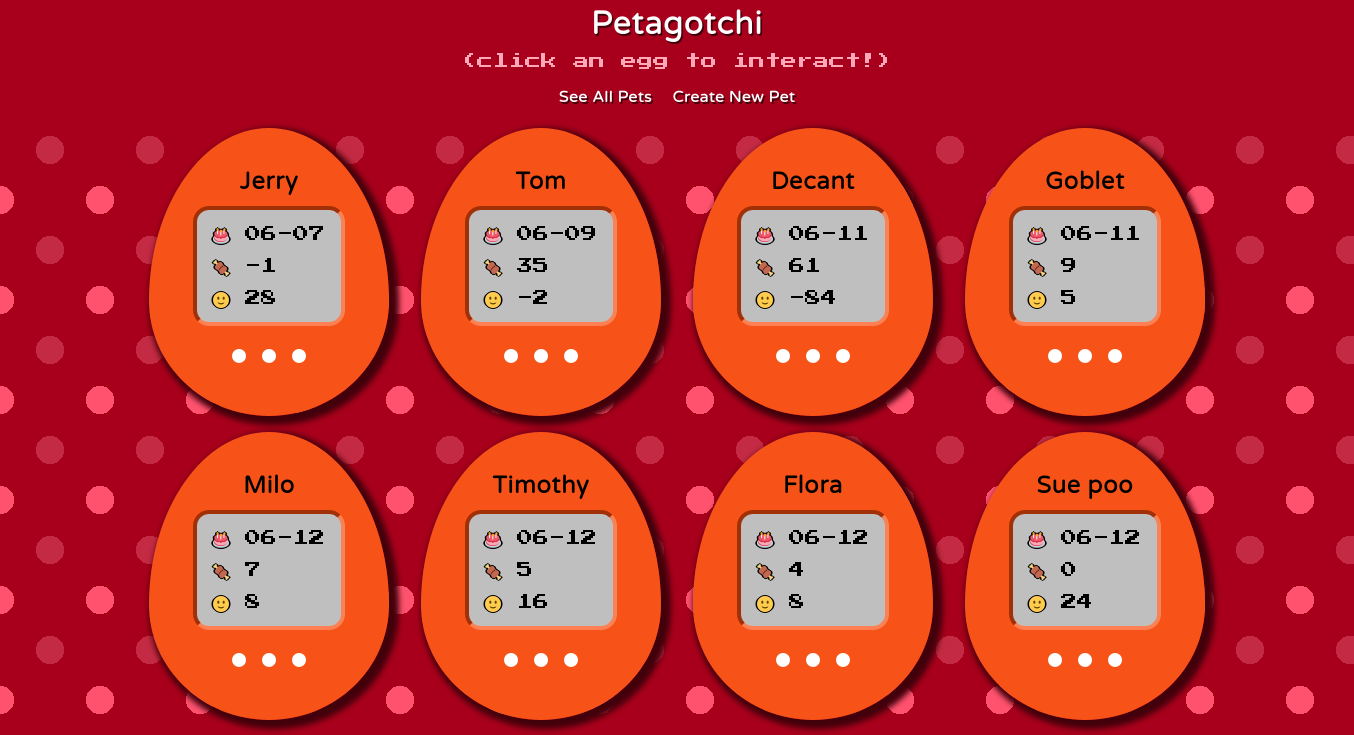 Petagotchi
(click an egg to interact!)
See All Pets Create New Pet
Jerry
06-07
-1
28
Tom
06-09
35
-2
Decant
06-11
61
-84
Goblet
06-11
9
5
Milo
06-12
7
8
Timothy
06-12
5
16
Flora
06-12
4
8
Sue poo
06-12
0
24